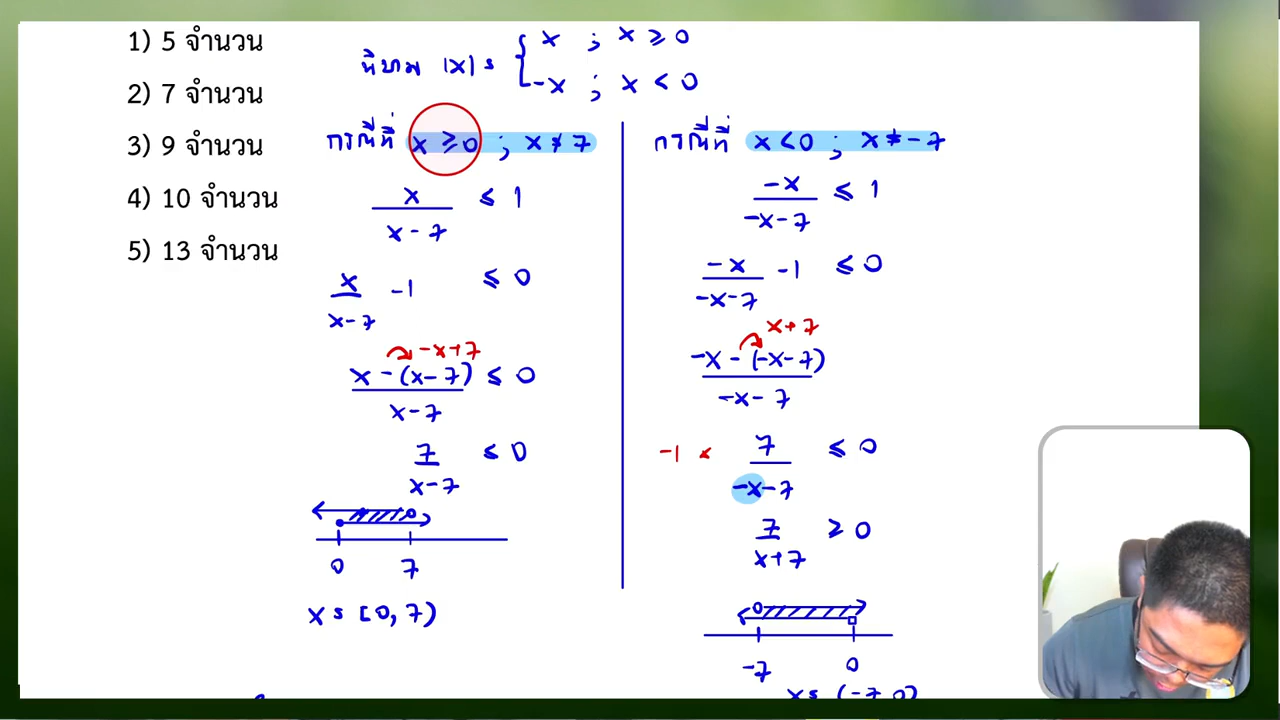 1) 5 จำนวน
2) 7 จำนวน
3) 9 จำนวน
4) 10 จำนวน
5) 13 จำนวน
นิยาม |x| = { x ; x ≥ 0
-x ; x < 0
กรณีที่ x ≥ 0 ; x ≠ 7
x / x-7 ≤ 1
x / x-7 -1 ≤ 0
-x+7
x-(x-7) / x-7 ≤ 0
7 / x-7 ≤ 0
0 7
x = [0, 7)
กรณีที่ x < 0 ; x ≠ -7
-x / -x-7 ≤ 1
-x / -x-7 -1 ≤ 0
x+7
-x-(-x-7) / -x-7
-1 × 7 / -x-7 ≤ 0
7 / x+7 ≥ 0
-7 0
x = (-7, 0)